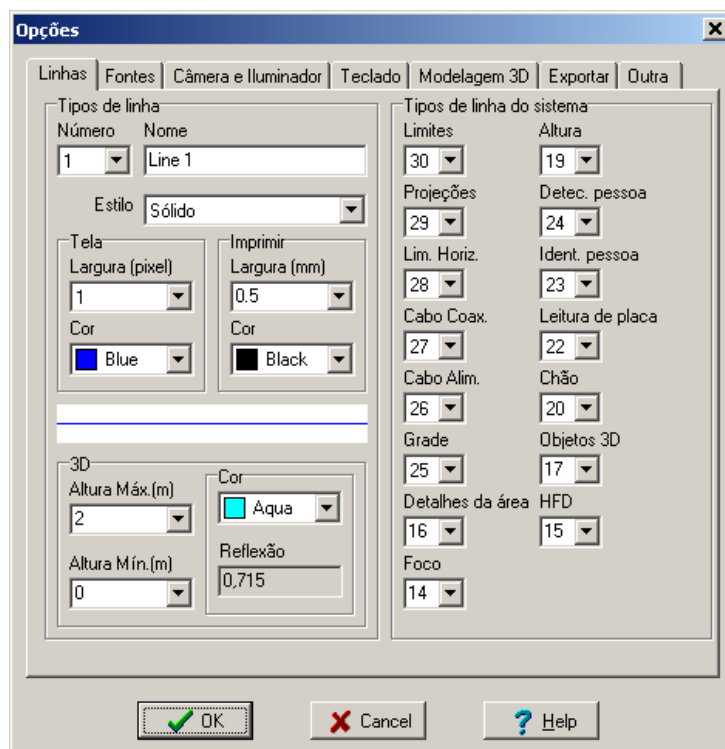 Opções
Linhas Fontes Câmera e Iluminador Teclado Modelagem 3D Exportar Outra
Tipos de linha
Número Nome
1 Line 1
Estilo Sólido
Tela
Largura (pixel)
1
Cor
Blue
Imprimir
Largura (mm)
0.5
Cor
Black
3D
Altura Máx.(m)
2
Altura Mín.(m)
0
Cor
Aqua
Reflexão
0,715
Tipos de linha do sistema
Limites Altura
30 19
Projeções Detec. pessoa
29 24
Lim. Horiz. Ident. pessoa
28 23
Cabo Coax. Leitura de placa
27 22
Cabo Alim. Chão
26 20
Grade Objetos 3D
25 17
Detalhes da área HFD
16 15
Foco
14
OK Cancel Help